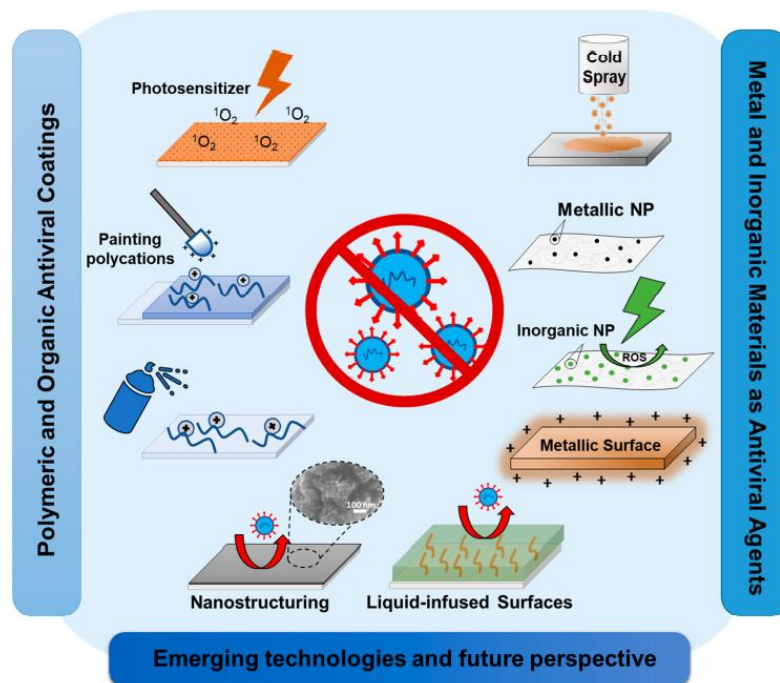 Polymeric and Organic Antiviral Coatings
Photosensitizer
¹O₂
¹O₂
¹O₂
¹O₂
Painting
polycations
+
+
+
+
+
+
Cold
Spray
Metallic NP
Inorganic NP
ROS
Metallic Surface
+ + + + +
+ +
+ +
+ + + + +
100 nm
Nanostructuring
Liquid-infused Surfaces
Metal and Inorganic Materials as Antiviral Agents
Emerging technologies and future perspective